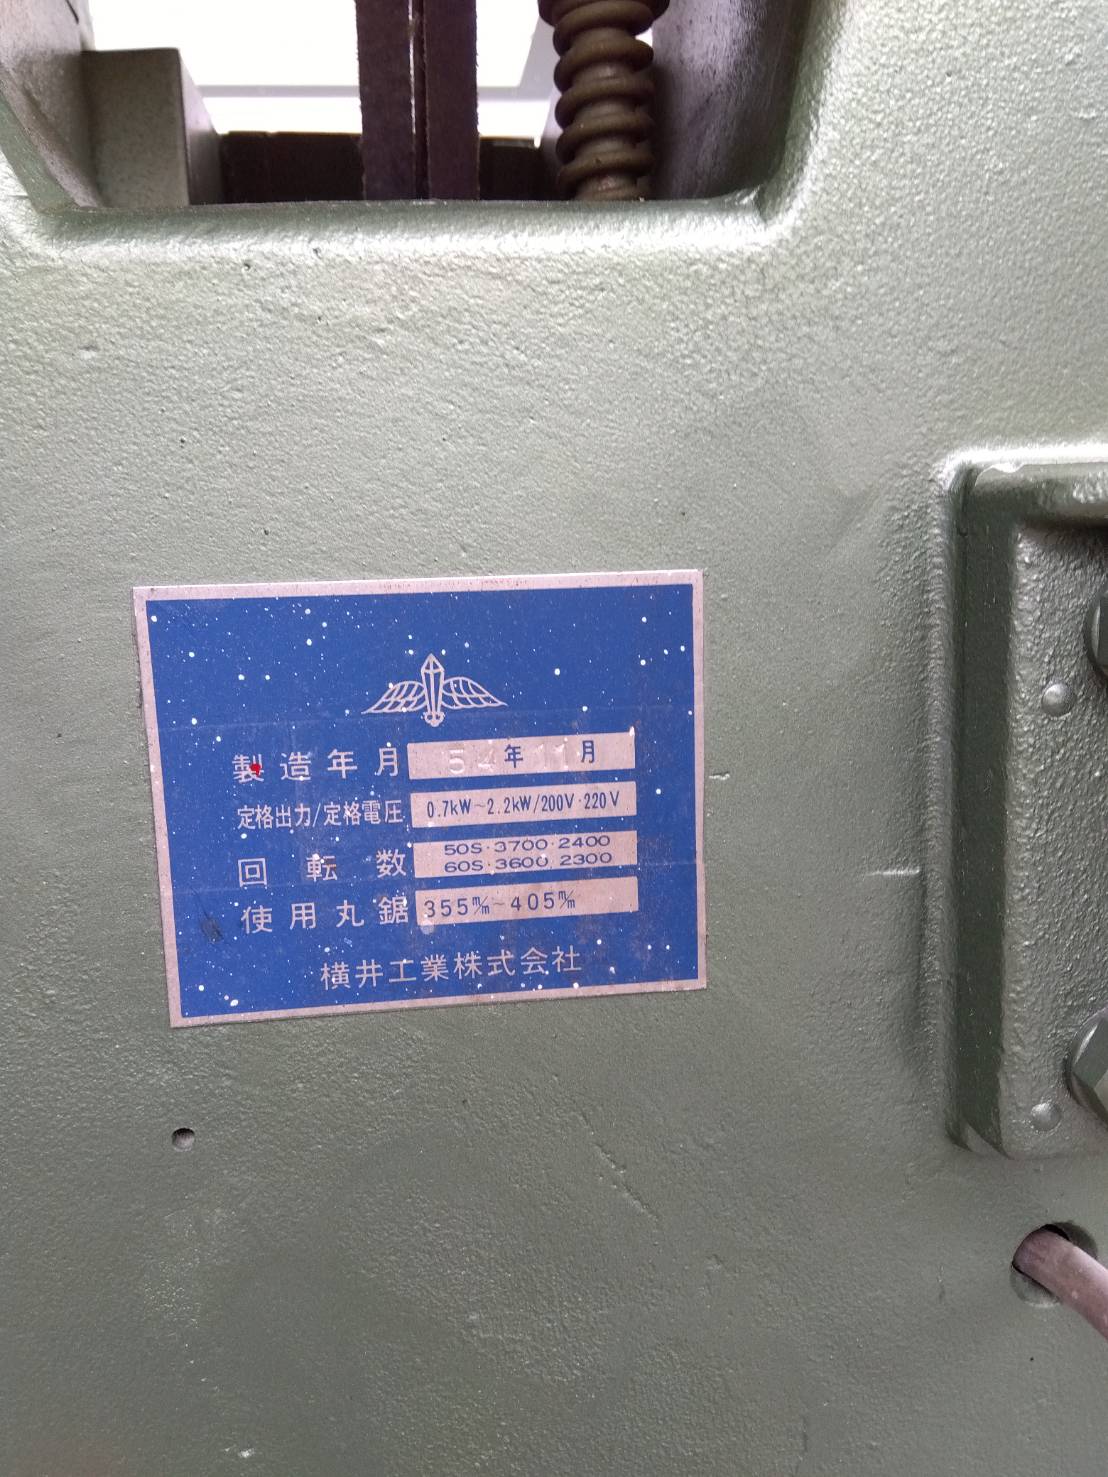 製造年月 54年11月
定格出力/定格電圧 0.7kW~2.2kW/200V·220V
回転数 50S·3700·2400
60S·3600 2300
使用丸鋸 355m/m~405m/m
横井工業株式会社